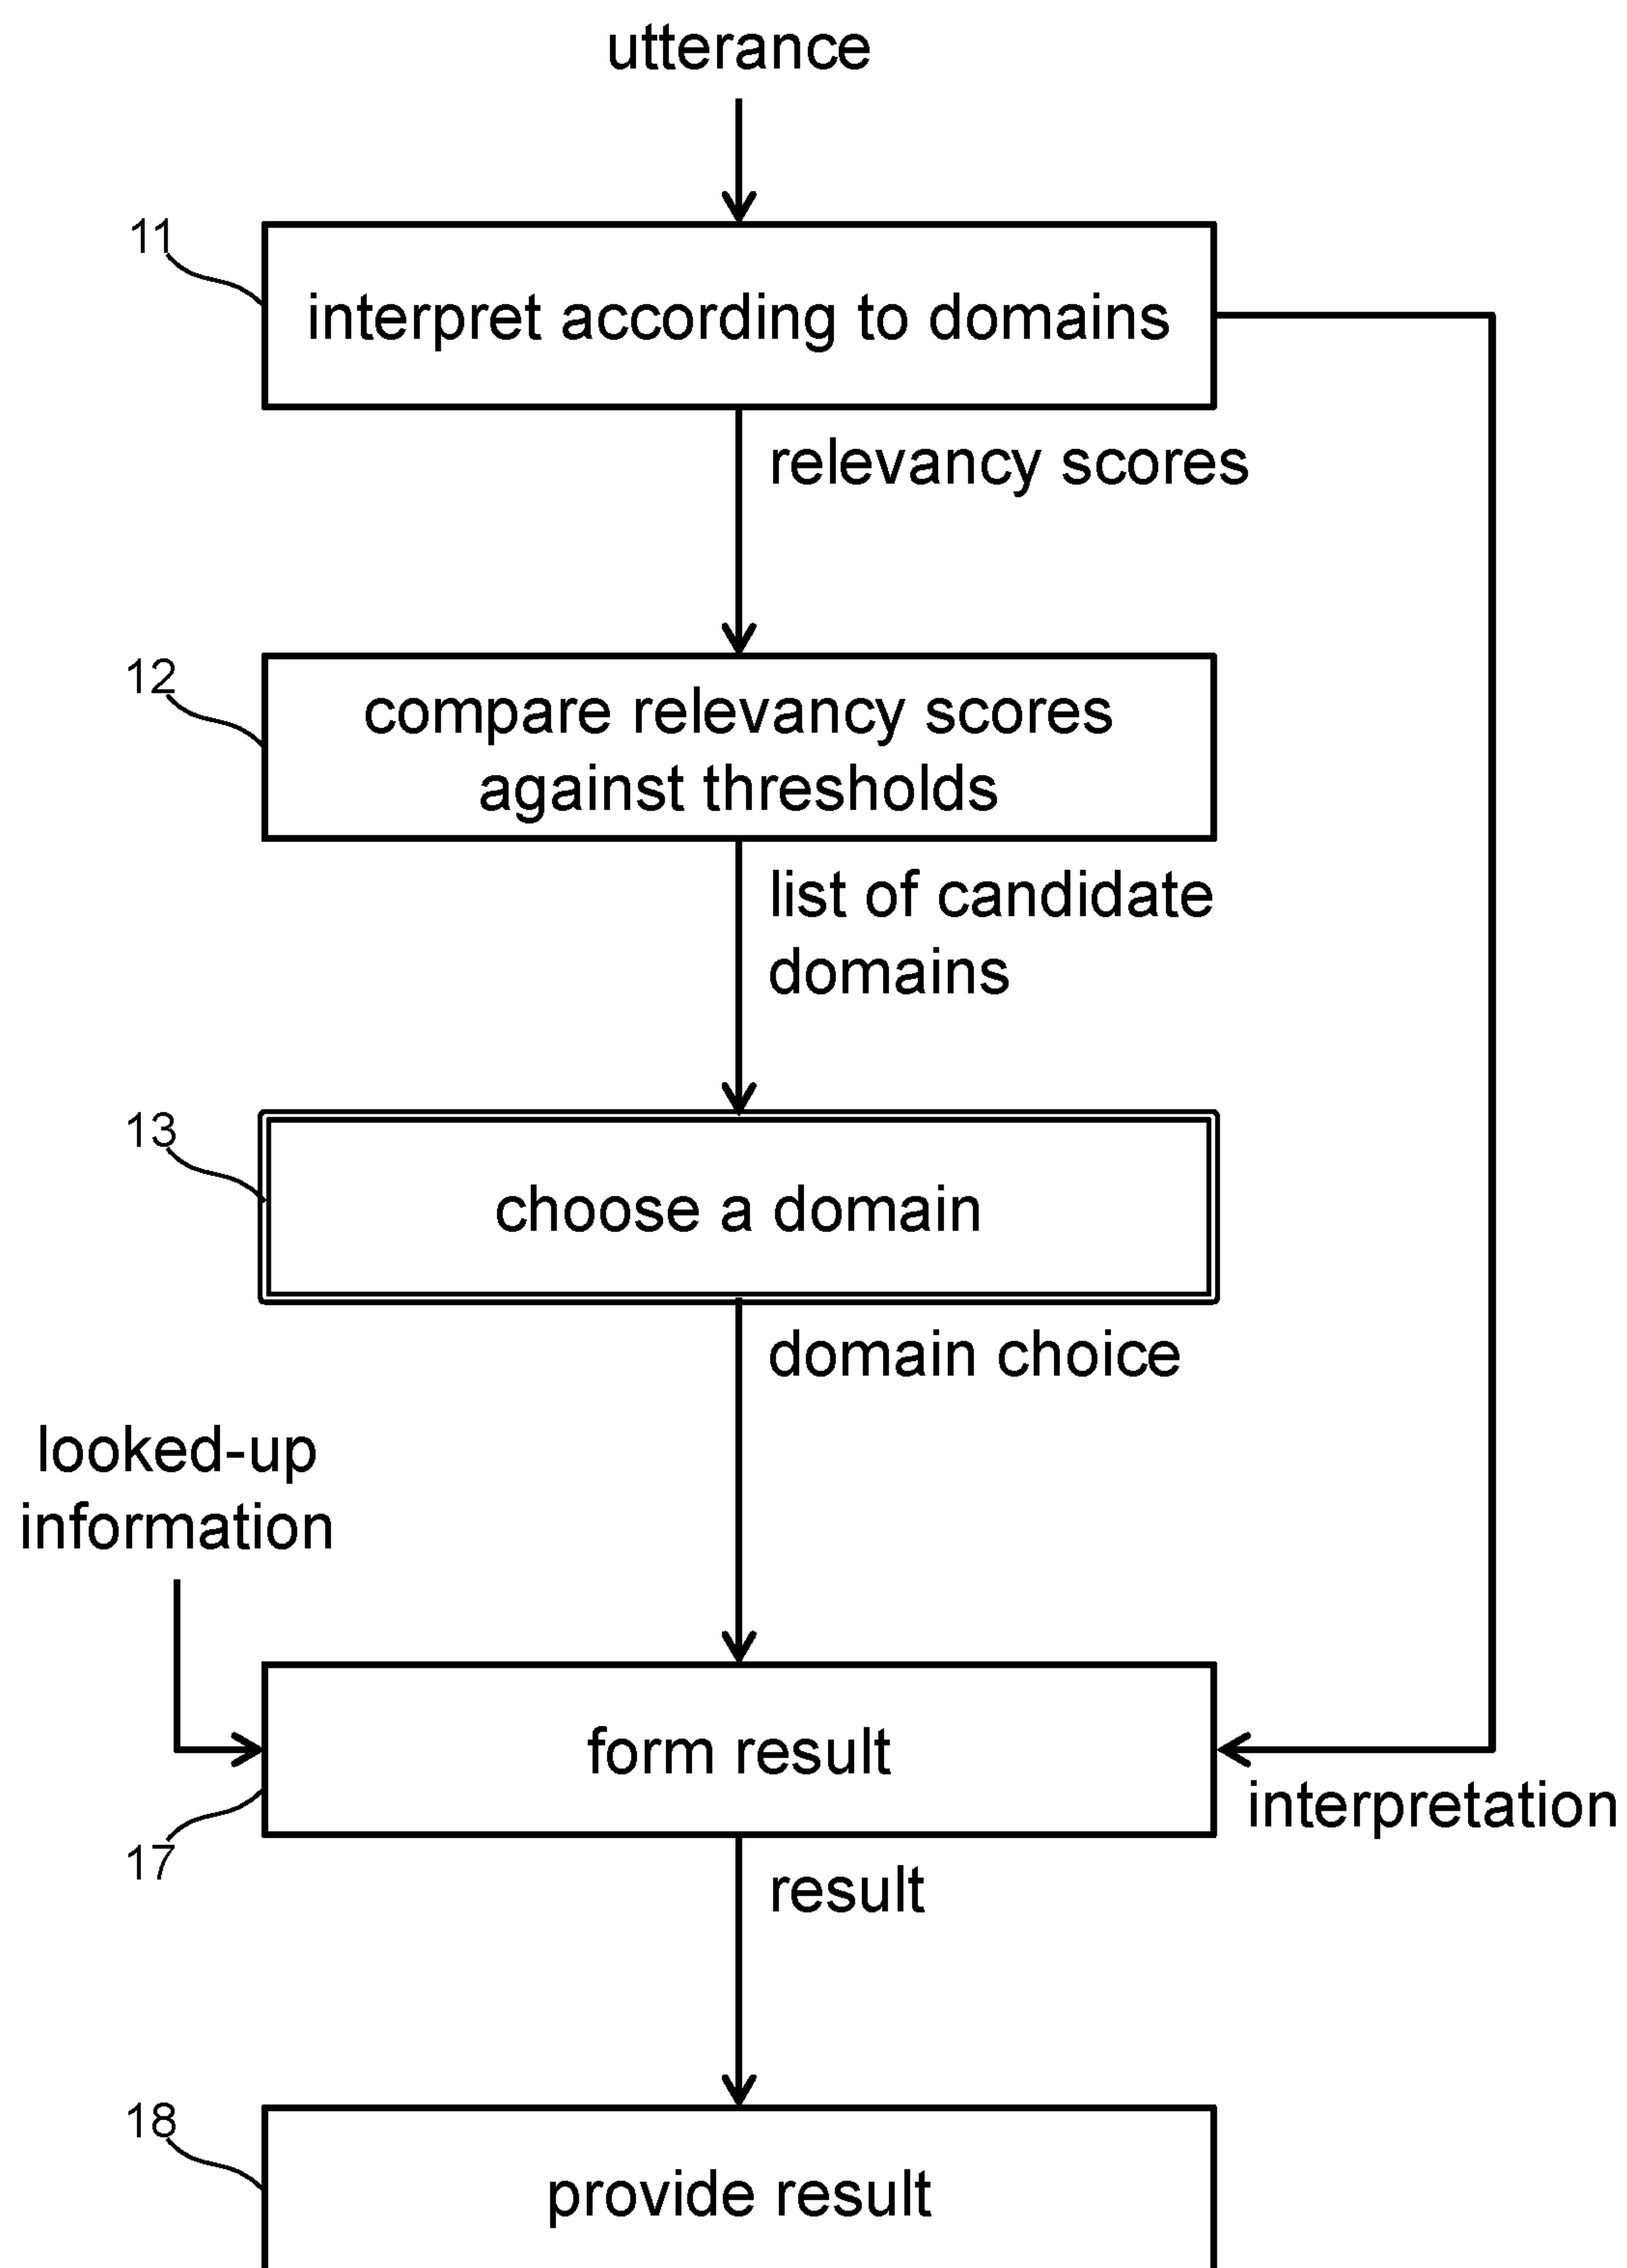 utterance
11
interpret according to domains
relevancy scores
12
compare relevancy scores
against thresholds
list of candidate
domains
13
choose a domain
domain choice
looked-up
information
form result
interpretation
17
result
18
provide result